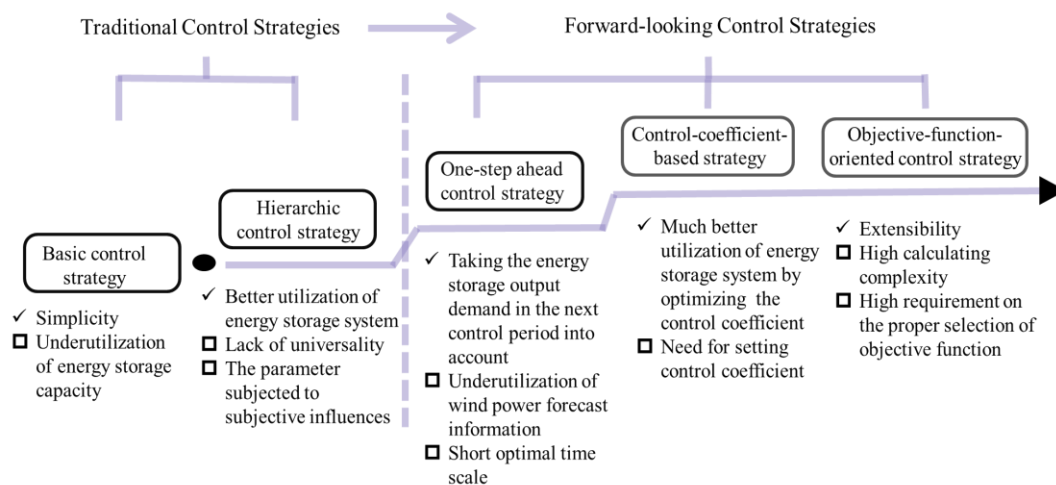 Traditional Control Strategies
Forward-looking Control Strategies
Basic control
strategy
✓ Simplicity
☐ Underutilization
of energy storage
capacity
Hierarchic
control strategy
✓ Better utilization of
energy storage system
☐ Lack of universality
☐ The parameter
subjected to
subjective influences
One-step ahead
control strategy
✓ Taking the energy
storage output
demand in the next
control period into
account
☐ Underutilization of
wind power forecast
information
☐ Short optimal time
scale
Control-coefficient-
based strategy
✓ Much better
utilization of energy
storage system by
optimizing the
control coefficient
☐ Need for setting
control coefficient
Objective-function-
oriented control strategy
✓ Extensibility
☐ High calculating
complexity
☐ High requirement on
the proper selection of
objective function